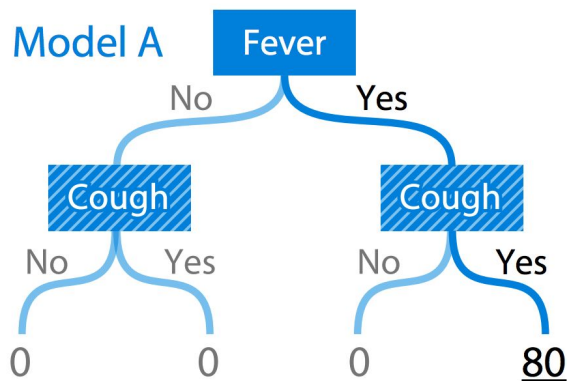 Model A
Fever
No
Yes
Cough
Cough
No
Yes
No
Yes
0
0
0
80